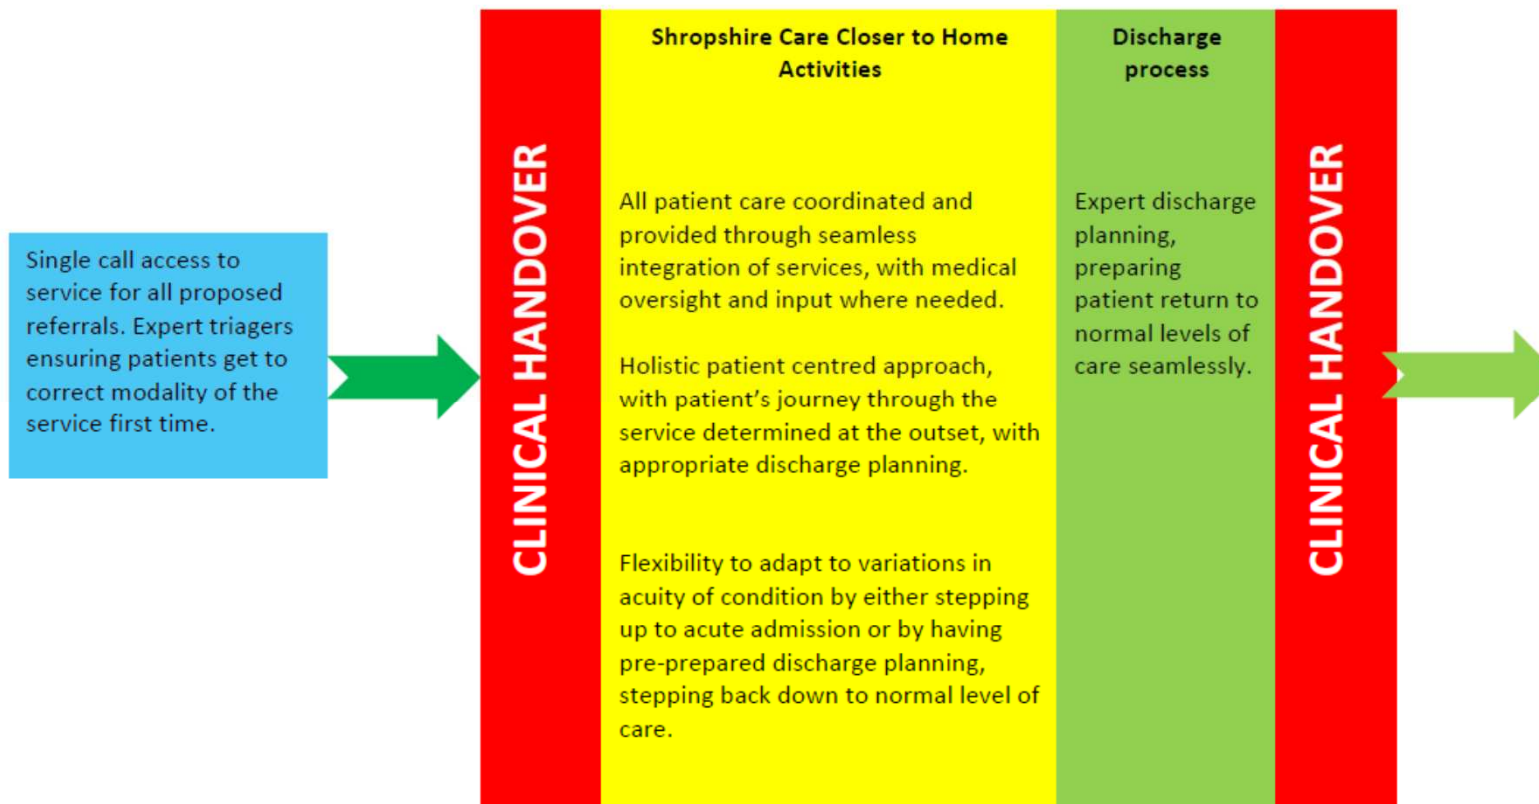 Single call access to
service for all proposed
referrals. Expert triagers
ensuring patients get to
correct modality of the
service first time.
CLINICAL HANDOVER
Shropshire Care Closer to Home
Activities
All patient care coordinated and
provided through seamless
integration of services, with medical
oversight and input where needed.
Holistic patient centred approach,
with patient’s journey through the
service determined at the outset, with
appropriate discharge planning.
Flexibility to adapt to variations in
acuity of condition by either stepping
up to acute admission or by having
pre-prepared discharge planning,
stepping back down to normal level of
care.
Discharge
process
Expert discharge
planning,
preparing
patient return to
normal levels of
care seamlessly.
CLINICAL HANDOVER